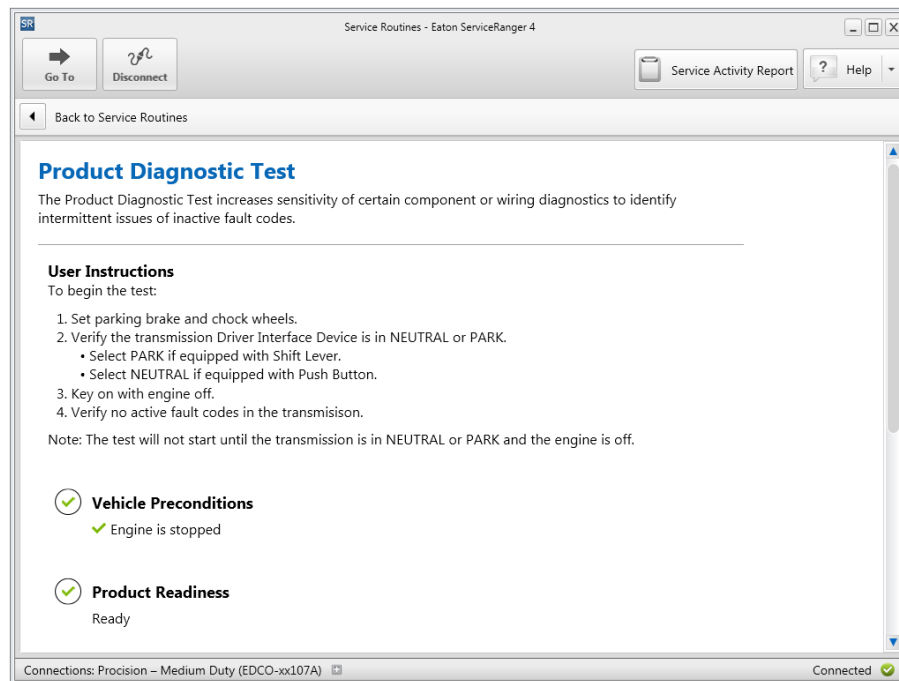 SR
Service Routines - Eaton ServiceRanger 4
Go To
Disconnect
Service Activity Report
? Help
Back to Service Routines
Product Diagnostic Test
The Product Diagnostic Test increases sensitivity of certain component or wiring diagnostics to identify
intermittent issues of inactive fault codes.
User Instructions
To begin the test:
1. Set parking brake and chock wheels.
2. Verify the transmission Driver Interface Device is in NEUTRAL or PARK.
• Select PARK if equipped with Shift Lever.
• Select NEUTRAL if equipped with Push Button.
3. Key on with engine off.
4. Verify no active fault codes in the transmisison.
Note: The test will not start until the transmission is in NEUTRAL or PARK and the engine is off.
Vehicle Preconditions
Engine is stopped
Product Readiness
Ready
Connections: Precision – Medium Duty (EDCO-xx107A)
Connected